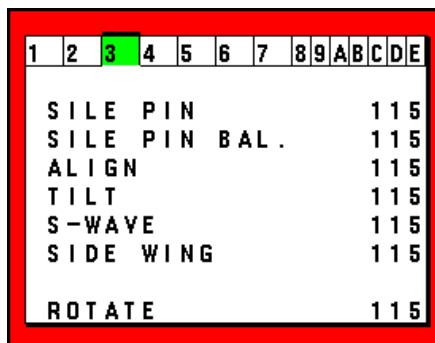 1 2 3 4 5 6 7 8 9 A B C D E
SILE PIN 115
SILE PIN BAL. 115
ALIGN 115
TILT 115
S-WAVE 115
SIDE WING 115
ROTATE 115